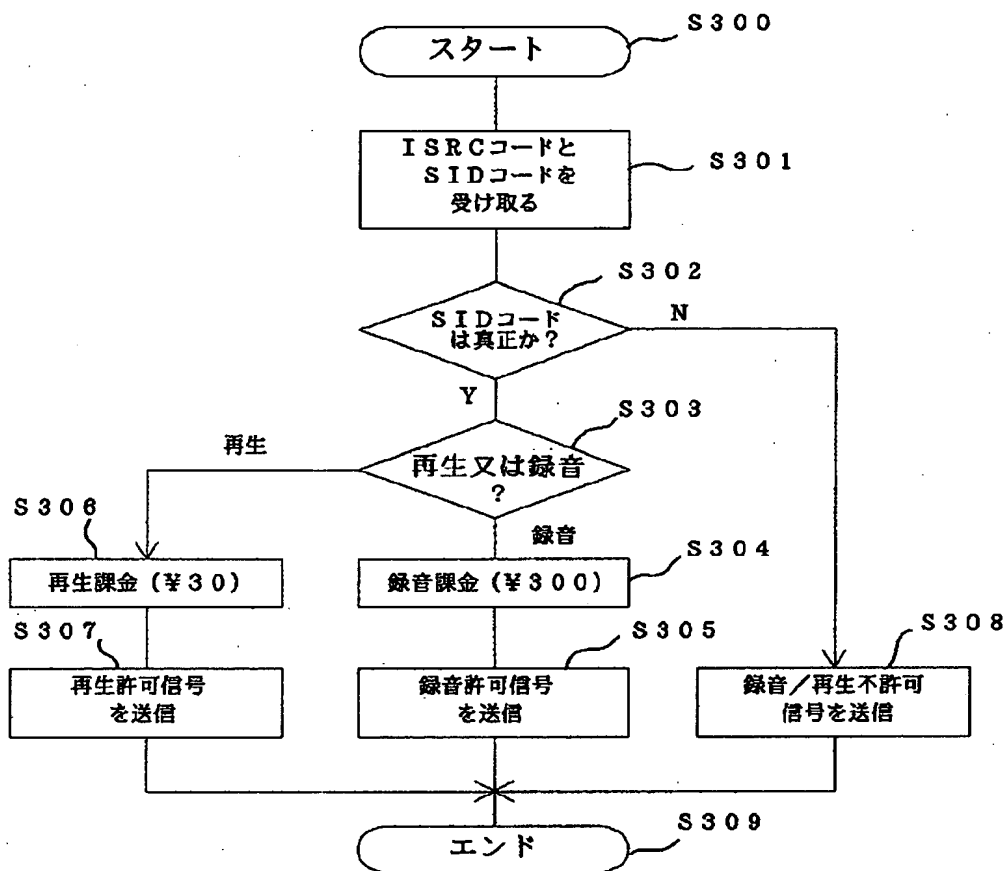 S300
スタート
ISRCコードと
SIDコードを
受け取る
S301
S302
SIDコード
は真正か?
N
Y
S303
再生
再生又は録音
?
S306
録音
S304
再生課金(¥30)
録音課金(¥300)
S307
S305
S308
再生許可信号
を送信
録音許可信号
を送信
録音/再生不許可
信号を送信
エンド
S309